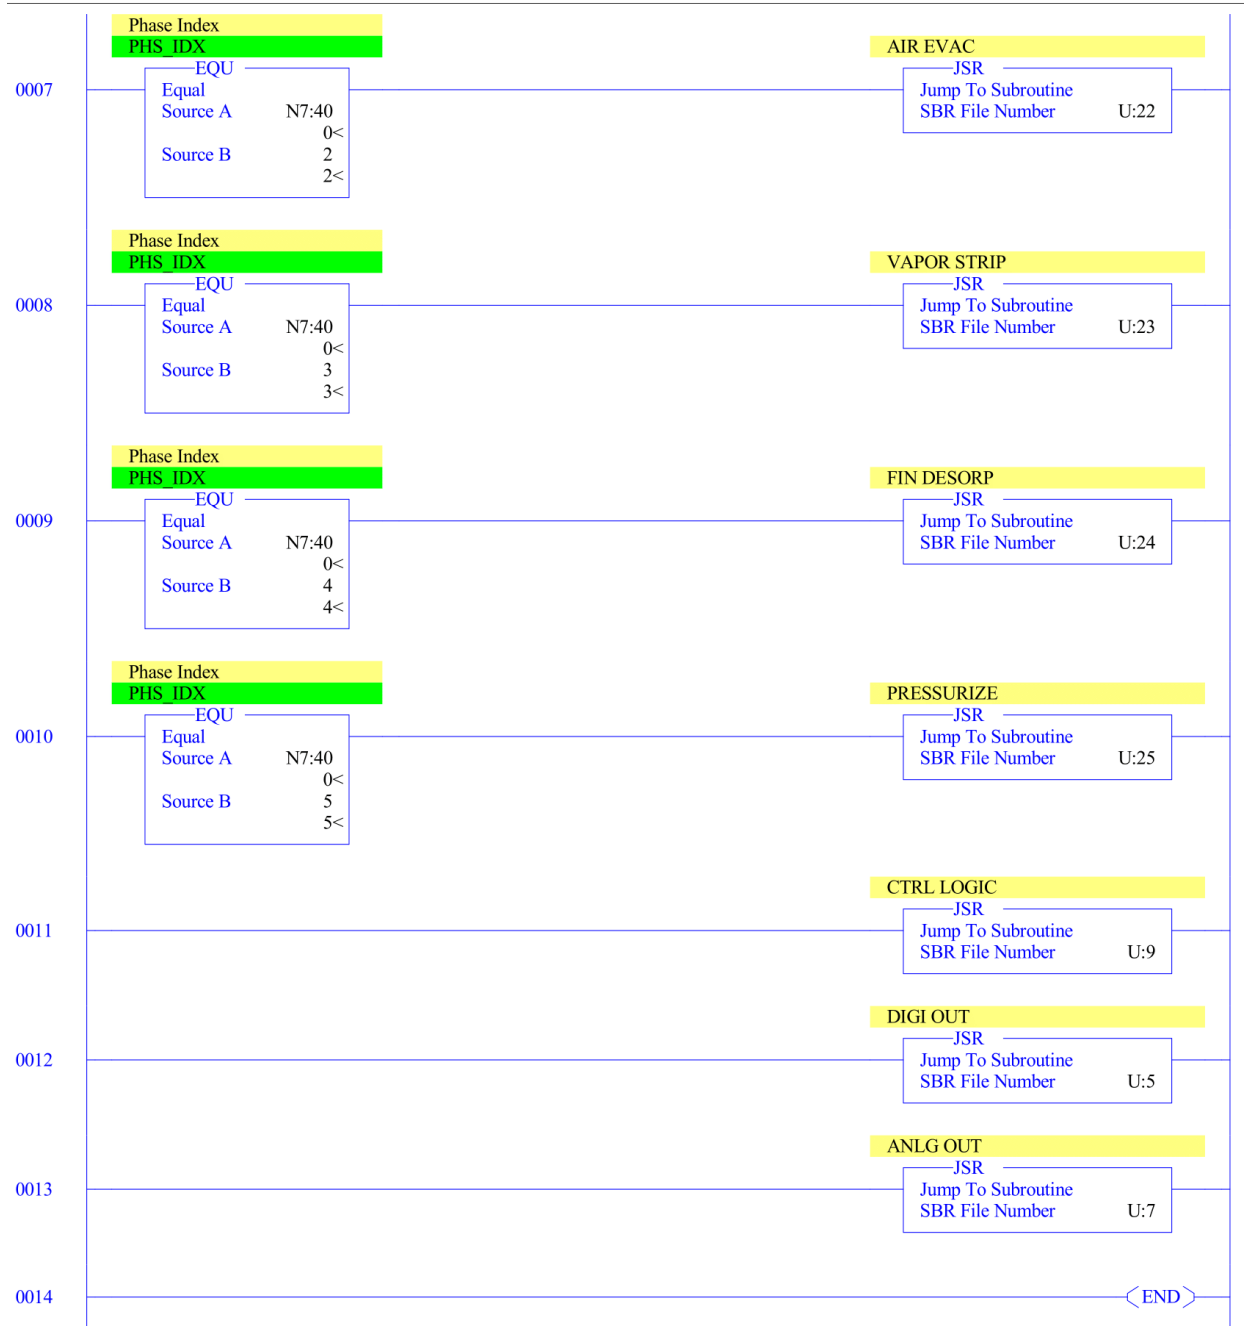 Phase Index
PHS_IDX AIR EVAC
EQU JSR
0007 Equal Jump To Subroutine
Source A N7:40 SBR File Number U:22
0<
Source B 2
2<
Phase Index
PHS_IDX VAPOR STRIP
EQU JSR
0008 Equal Jump To Subroutine
Source A N7:40 SBR File Number U:23
0<
Source B 3
3<
Phase Index
PHS_IDX FIN DESORP
EQU JSR
0009 Equal Jump To Subroutine
Source A N7:40 SBR File Number U:24
0<
Source B 4
4<
Phase Index
PHS_IDX PRESSURIZE
EQU JSR
0010 Equal Jump To Subroutine
Source A N7:40 SBR File Number U:25
0<
Source B 5
5<
CTRL LOGIC
JSR
0011 Jump To Subroutine
SBR File Number U:9
DIGI OUT
JSR
0012 Jump To Subroutine
SBR File Number U:5
ANLG OUT
JSR
0013 Jump To Subroutine
SBR File Number U:7
0014 END